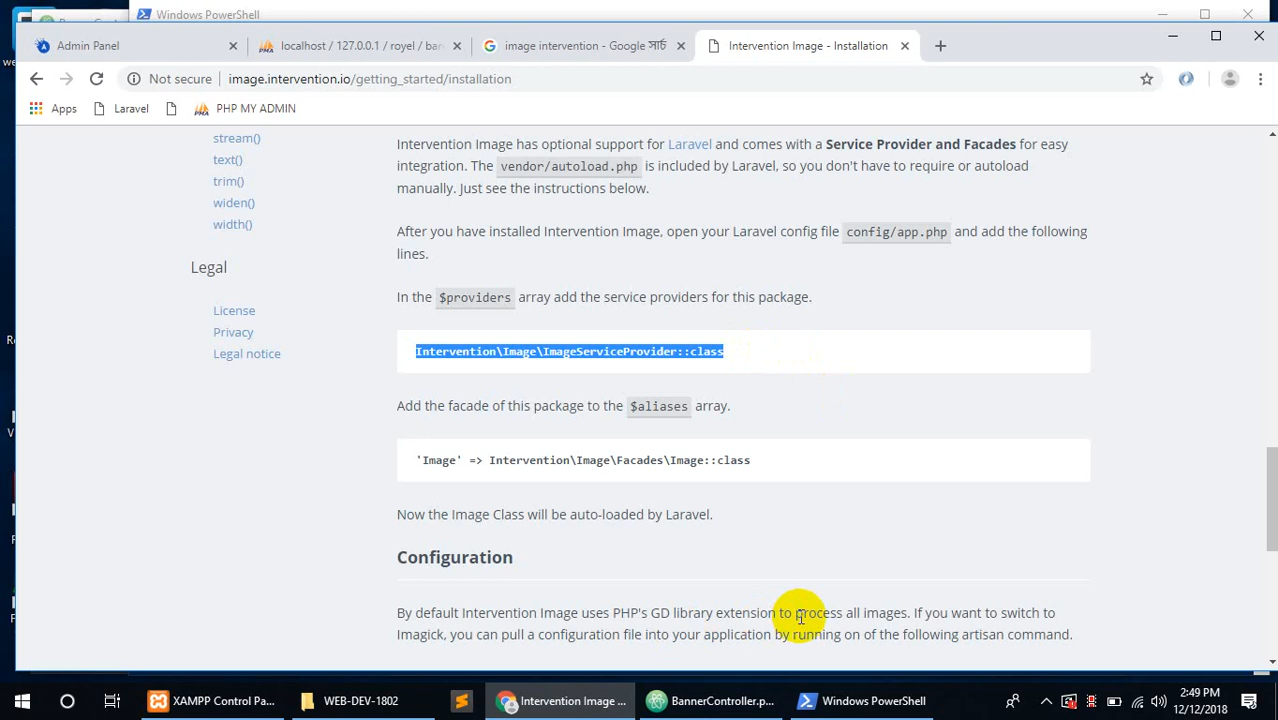 Windows PowerShell
Admin Panel
localhost / 127.0.0.1 / royel / ban
image intervention - Google সার্চ
Intervention Image - Installation
Not secure
image.intervention.io/getting_started/installation
Apps
Laravel
PHP MY ADMIN
stream()
text()
trim()
widen()
width()
Legal
License
Privacy
Legal notice
Intervention Image has optional support for Laravel and comes with a Service Provider and Facades for easy
integration. The vendor/autoload.php is included by Laravel, so you don't have to require or autoload
manually. Just see the instructions below.
After you have installed Intervention Image, open your Laravel config file config/app.php and add the following
lines.
In the $providers array add the service providers for this package.
Intervention\Image\ImageServiceProvider::class
Add the facade of this package to the $aliases array.
'Image' => Intervention\Image\Facades\Image::class
Now the Image Class will be auto-loaded by Laravel.
Configuration
By default Intervention Image uses PHP's GD library extension to process all images. If you want to switch to
Imagick, you can pull a configuration file into your application by running on of the following artisan command.
XAMPP Control Pa...
WEB-DEV-1802
Intervention Image ...
BannerController.p...
Windows PowerShell
2:49 PM
12/12/2018